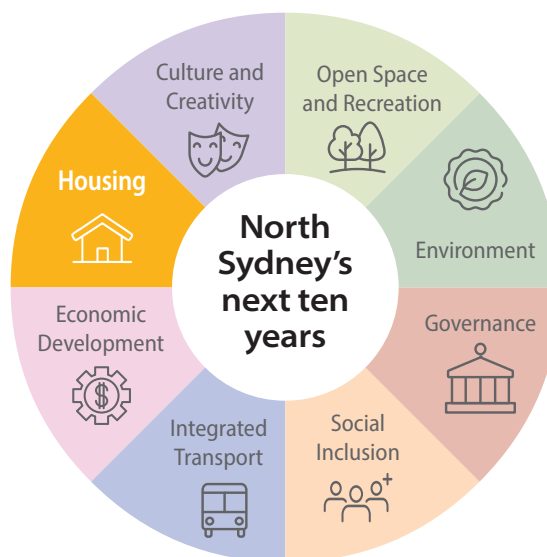 Culture and
Creativity
Open Space
and Recreation
Housing
Environment
North
Sydney's
next ten
years
Economic
Development
Governance
Integrated
Transport
Social
Inclusion
$
+